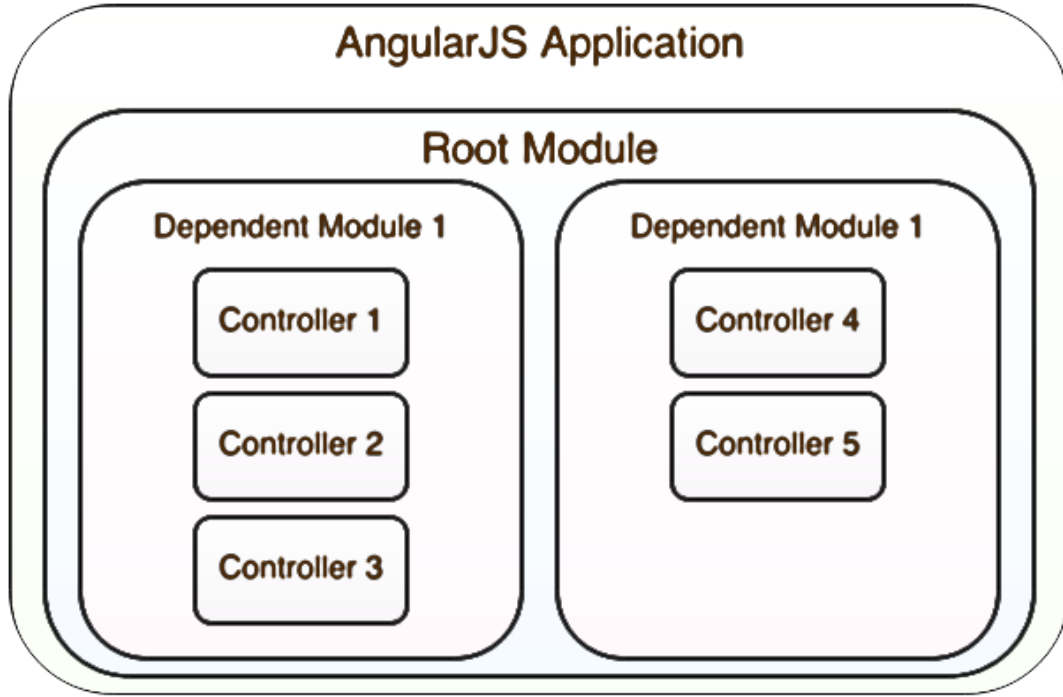 AngularJS Application
Root Module
Dependent Module 1
Controller 1
Controller 2
Controller 3
Dependent Module 1
Controller 4
Controller 5